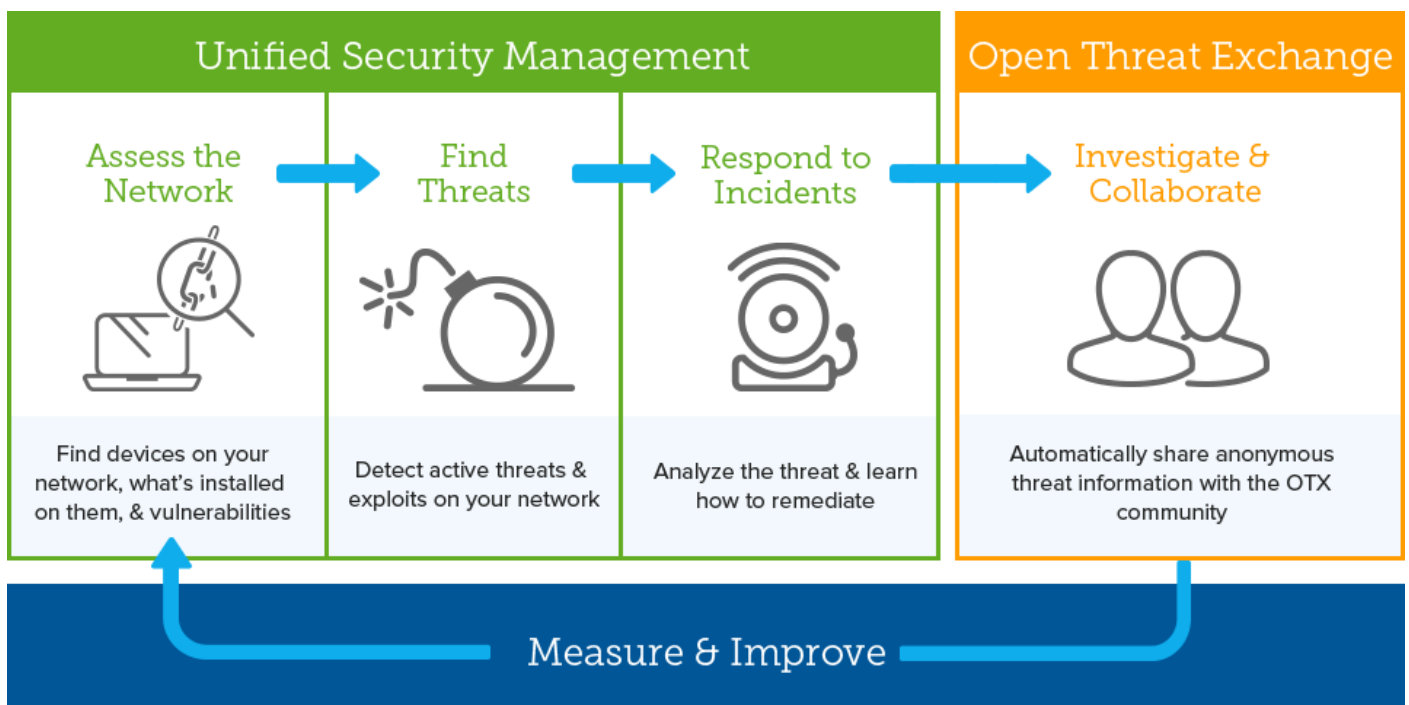 Unified Security Management
Open Threat Exchange
Assess the
Network
Find
Threats
Respond to
Incidents
Investigate &
Collaborate
Find devices on your
network, what's installed
on them, & vulnerabilities
Detect active threats &
exploits on your network
Analyze the threat & learn
how to remediate
Automatically share anonymous
threat information with the OTX
community
Measure & Improve